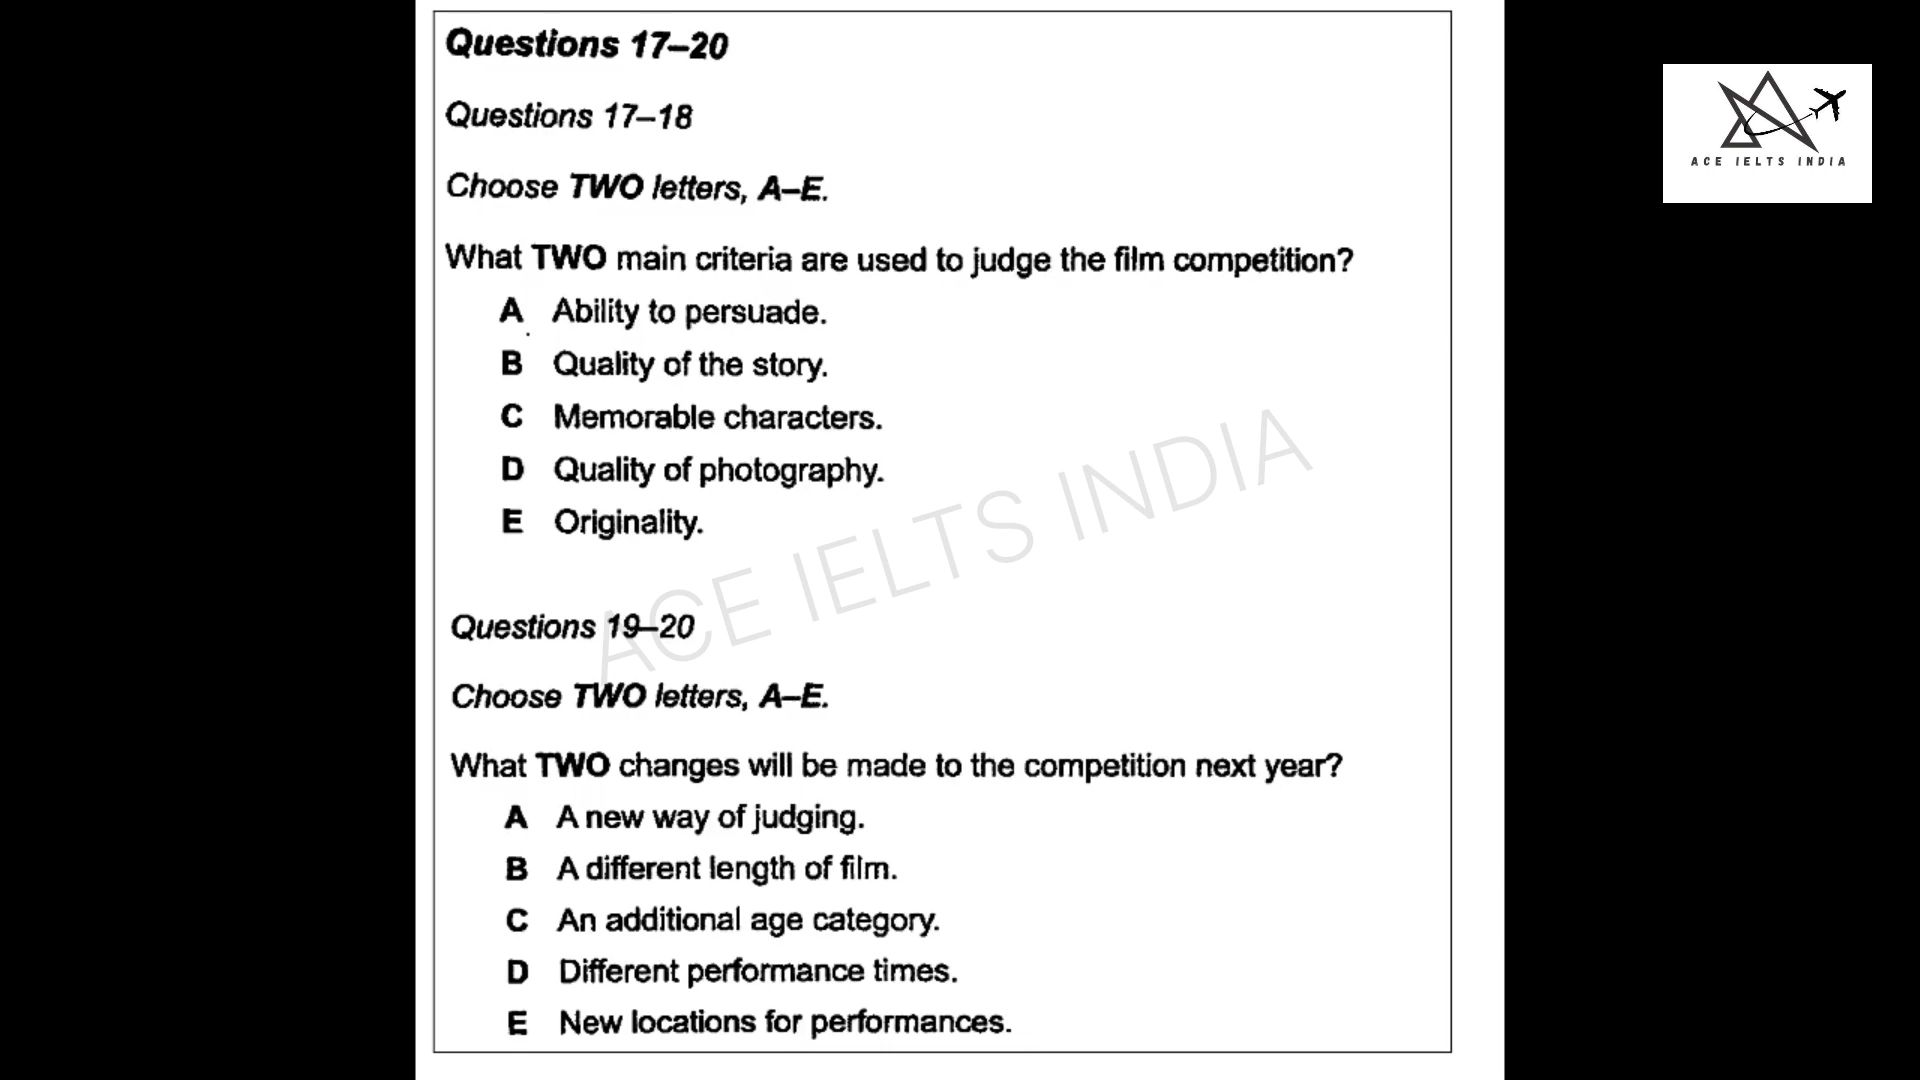 Questions 17–20
Questions 17–18
Choose TWO letters, A–E.
What TWO main criteria are used to judge the film competition?
A Ability to persuade.
B Quality of the story.
C Memorable characters.
D Quality of photography.
E Originality.
Questions 19–20
Choose TWO letters, A–E.
What TWO changes will be made to the competition next year?
A A new way of judging.
B A different length of film.
C An additional age category.
D Different performance times.
E New locations for performances.
ACE IELTS INDIA
ACE IELTS INDIA